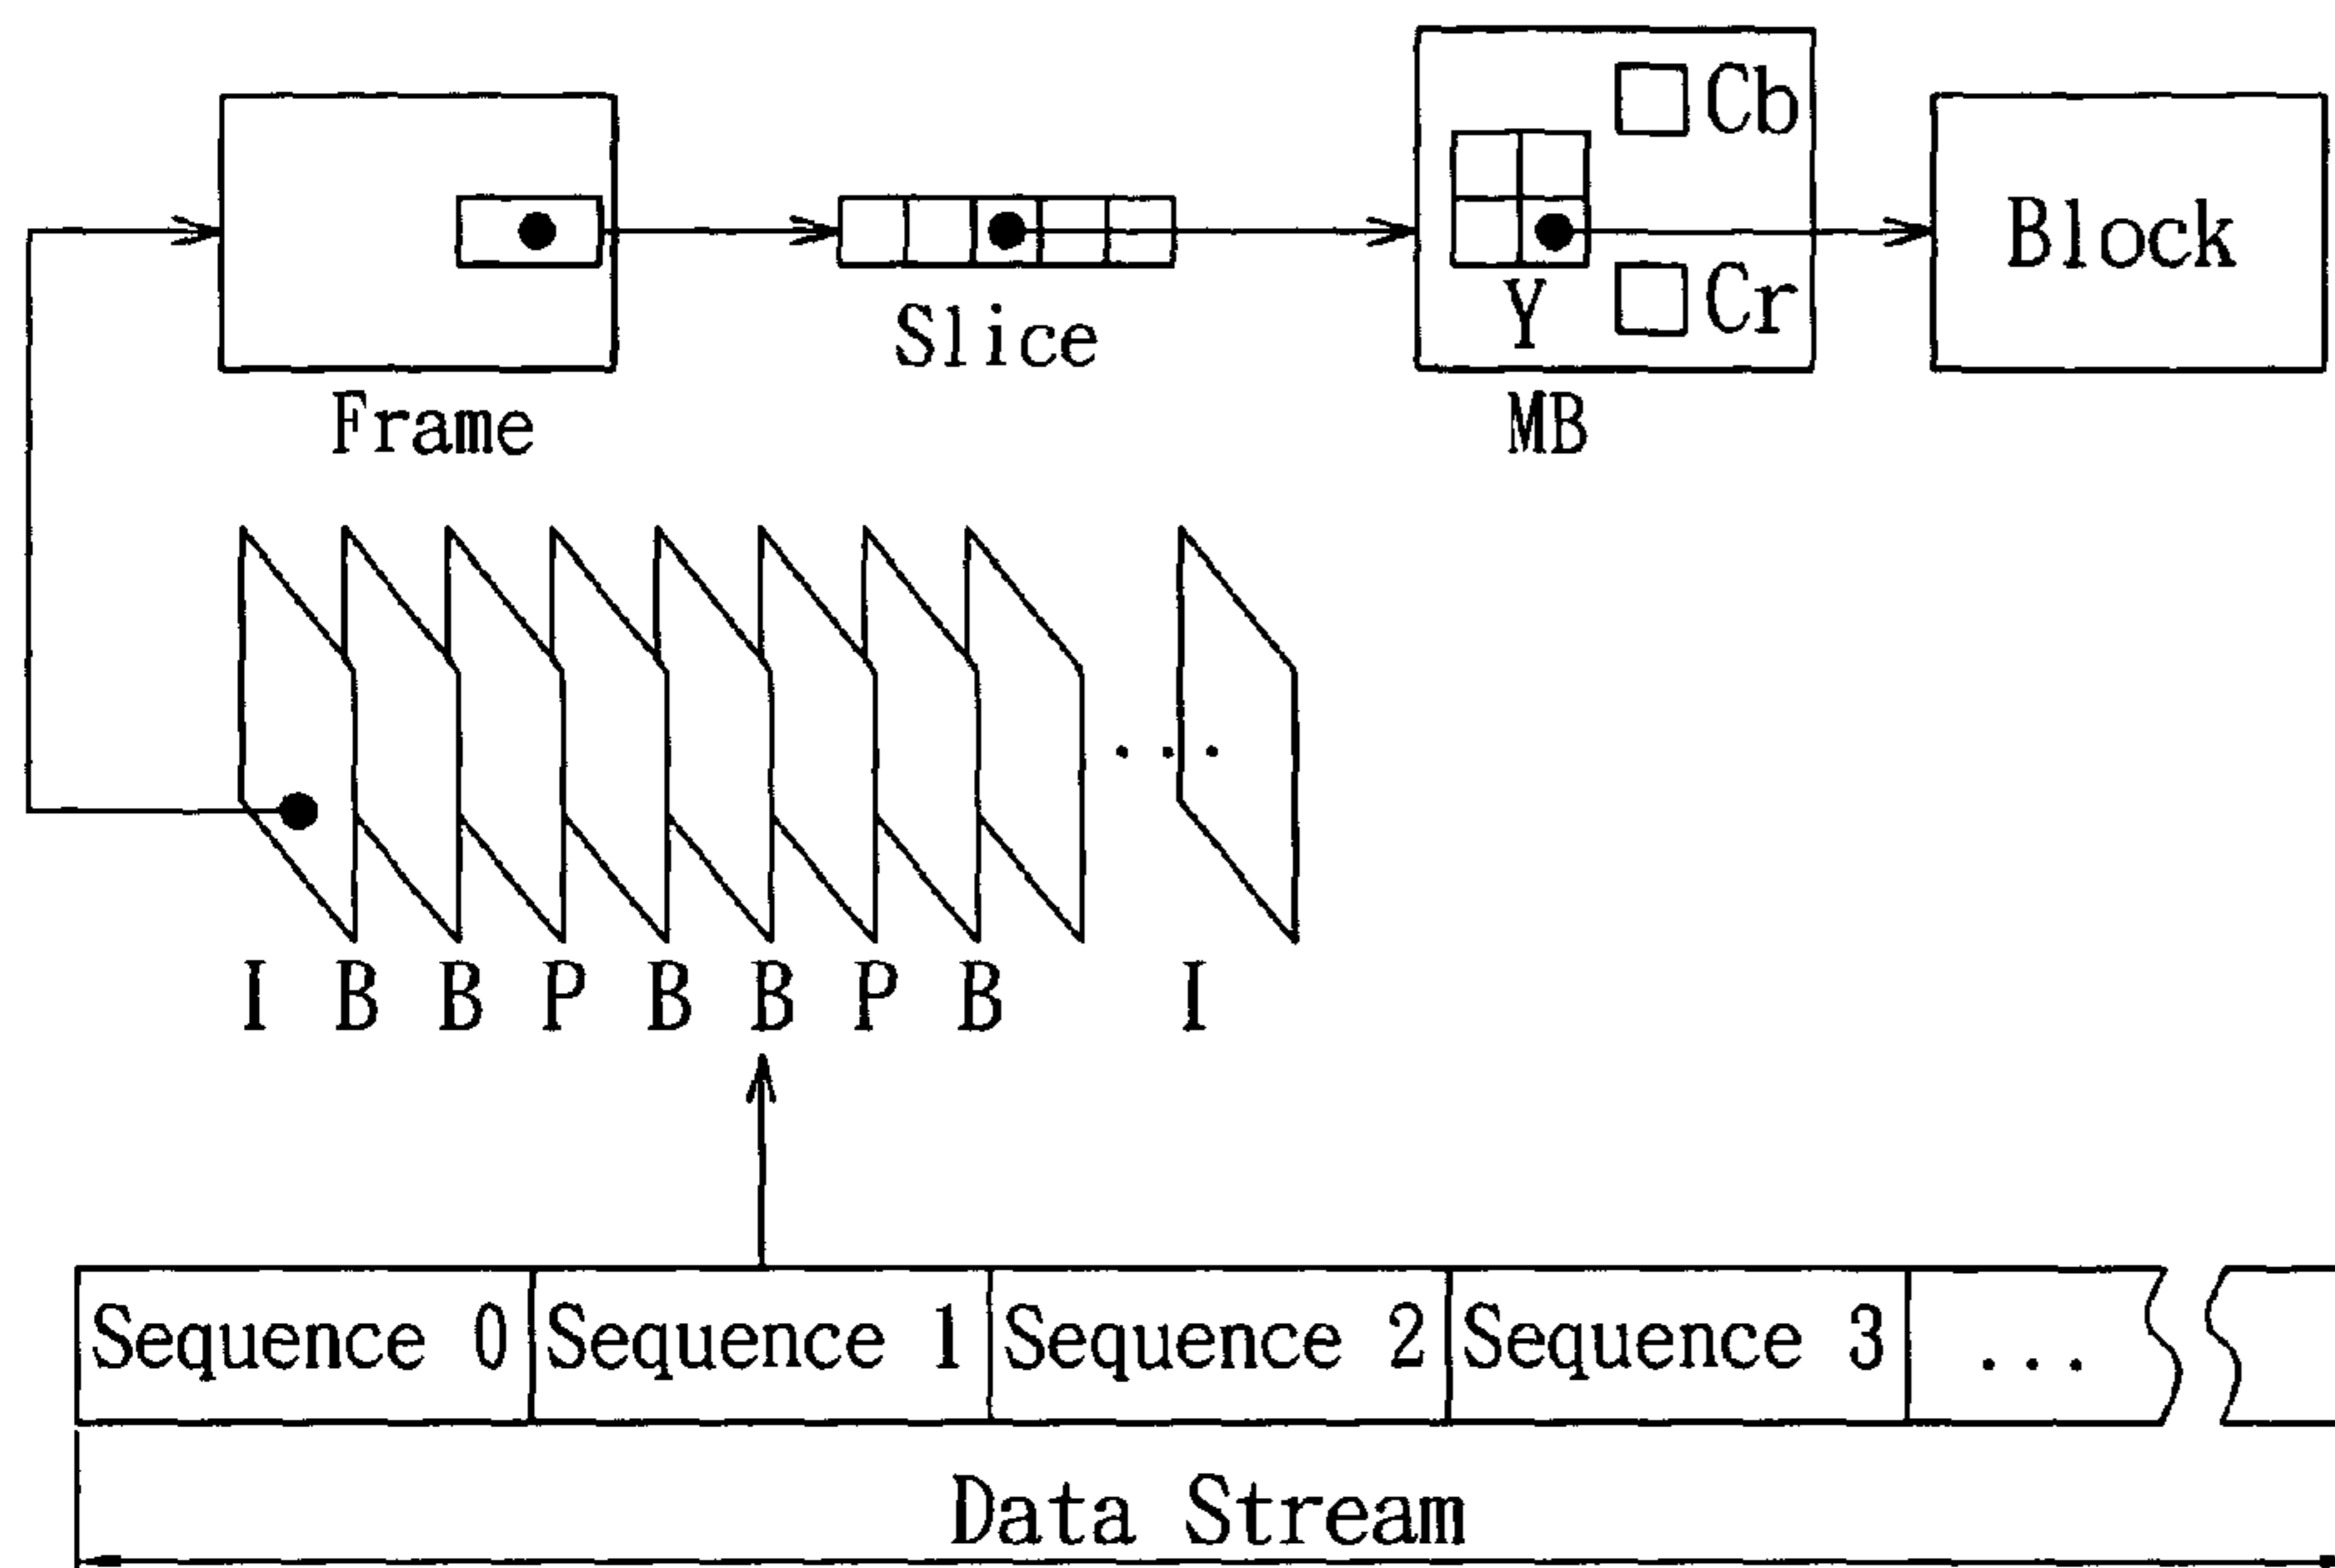 Cb
Block
Y
Cr
Slice
Frame
MB
I B B P B B P B ... I
Sequence 0 Sequence 1 Sequence 2 Sequence 3 ...
Data Stream